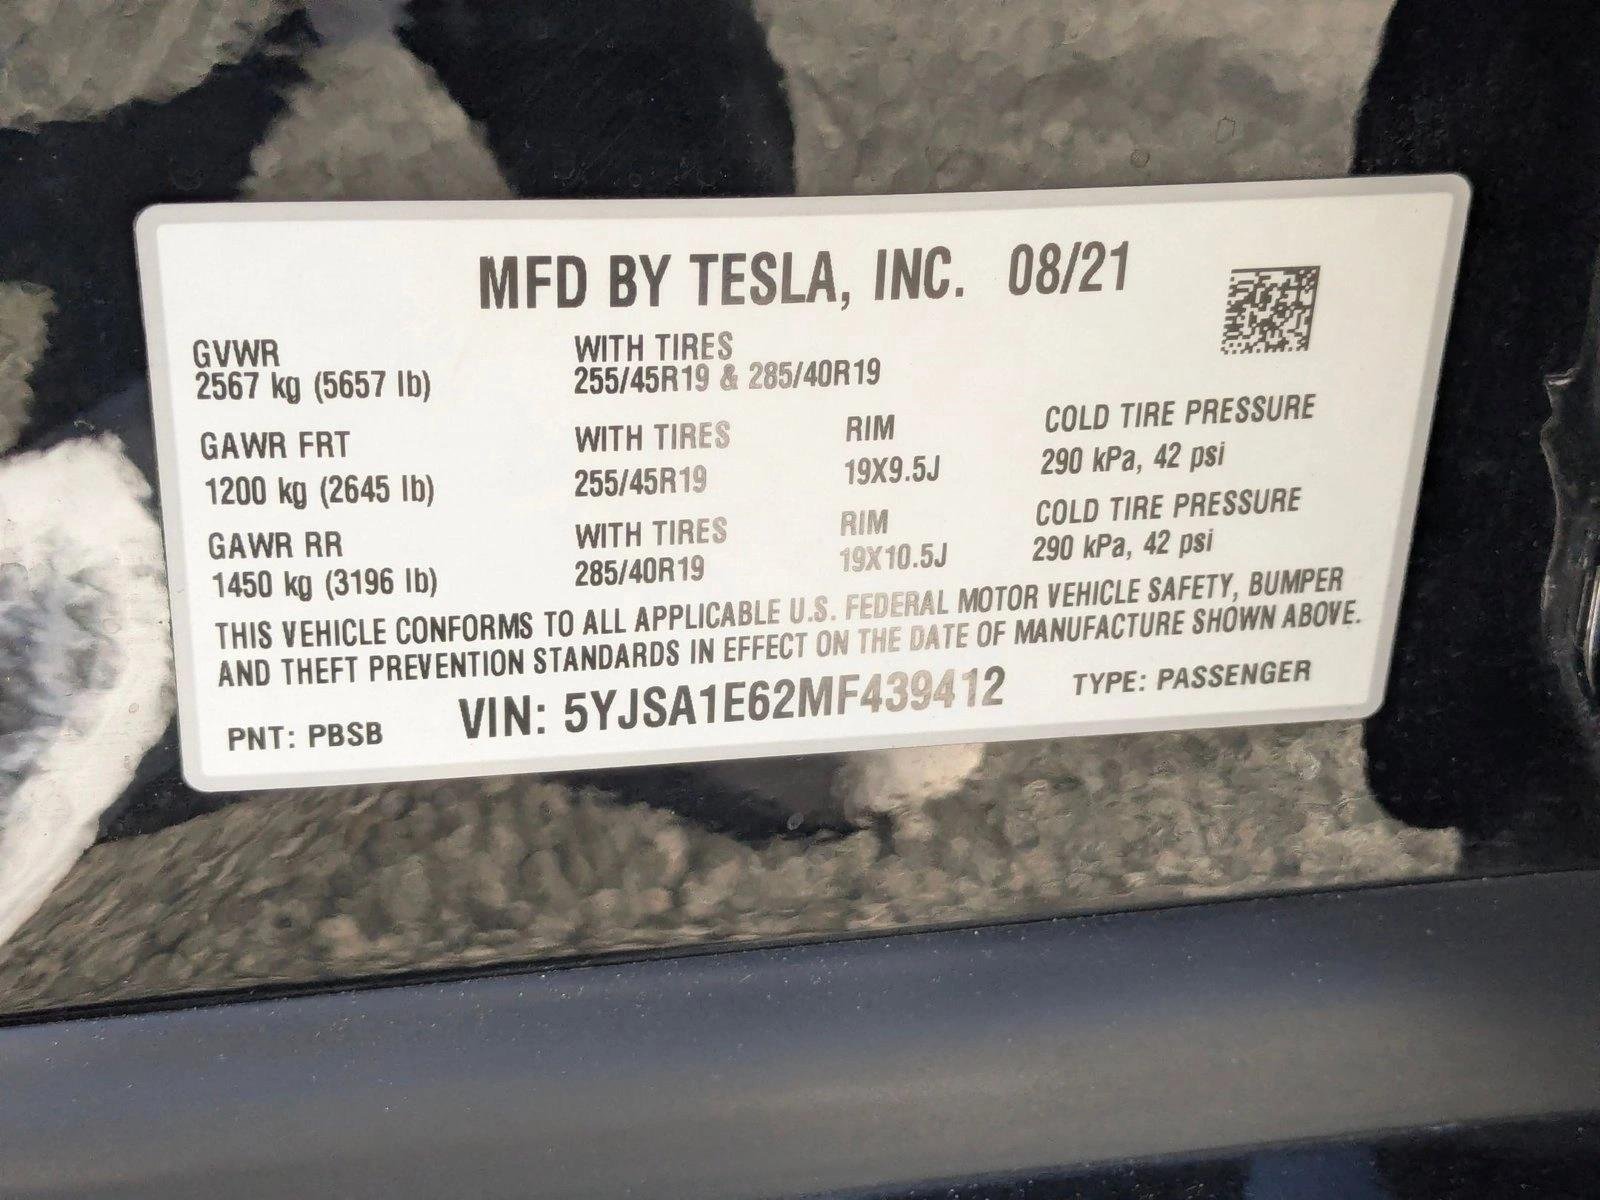 MFD BY TESLA, INC. 08/21
GVWR WITH TIRES
2567 kg (5657 lb) 255/45R19 & 285/40R19
GAWR FRT WITH TIRES RIM COLD TIRE PRESSURE
1200 kg (2645 lb) 255/45R19 19X9.5J 290 kPa, 42 psi
GAWR RR WITH TIRES RIM COLD TIRE PRESSURE
1450 kg (3196 lb) 285/40R19 19X10.5J 290 kPa, 42 psi
THIS VEHICLE CONFORMS TO ALL APPLICABLE U.S. FEDERAL MOTOR VEHICLE SAFETY, BUMPER
AND THEFT PREVENTION STANDARDS IN EFFECT ON THE DATE OF MANUFACTURE SHOWN ABOVE.
PNT: PBSB VIN: 5YJSA1E62MF439412 TYPE: PASSENGER